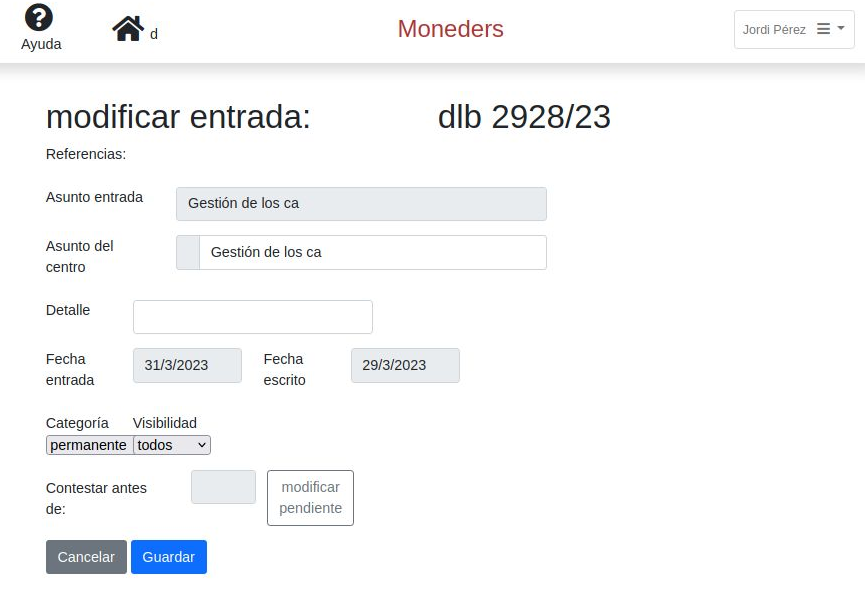 Ayuda
d
Moneders
Jordi Pérez
modificar entrada: dlb 2928/23
Referencias:
Asunto entrada
Gestión de los ca
Asunto del
centro
Gestión de los ca
Detalle
Fecha
entrada
31/3/2023
Fecha
escrito
29/3/2023
Categoría
Visibilidad
permanente
todos
Contestar antes
de:
modificar
pendiente
Cancelar
Guardar